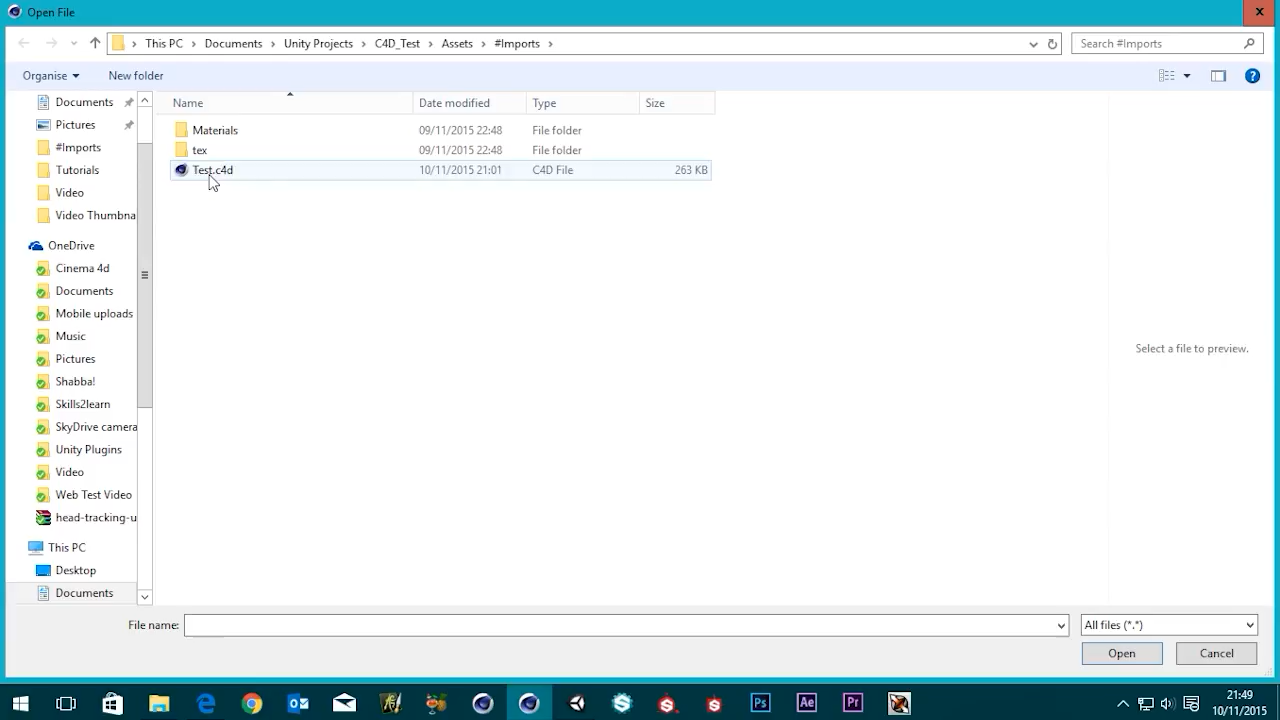 Open File
This PC > Documents > Unity Projects > C4D_Test > Assets > #Imports >
Search #Imports
Organise
New folder
Name
Date modified
Type
Size
Materials 09/11/2015 22:48 File folder
tex 09/11/2015 22:48 File folder
Test.c4d 10/11/2015 21:01 C4D File 263 KB
Documents
Pictures
#Imports
Tutorials
Video
Video Thumbna
OneDrive
Cinema 4d
Documents
Mobile uploads
Music
Pictures
Shabba!
Skills2learn
SkyDrive camera
Unity Plugins
Video
Web Test Video
head-tracking-u
This PC
Desktop
Documents
Select a file to preview.
File name:
All files (*.*)
Open
Cancel
Ps
Ae
Pr
21:49
10/11/2015